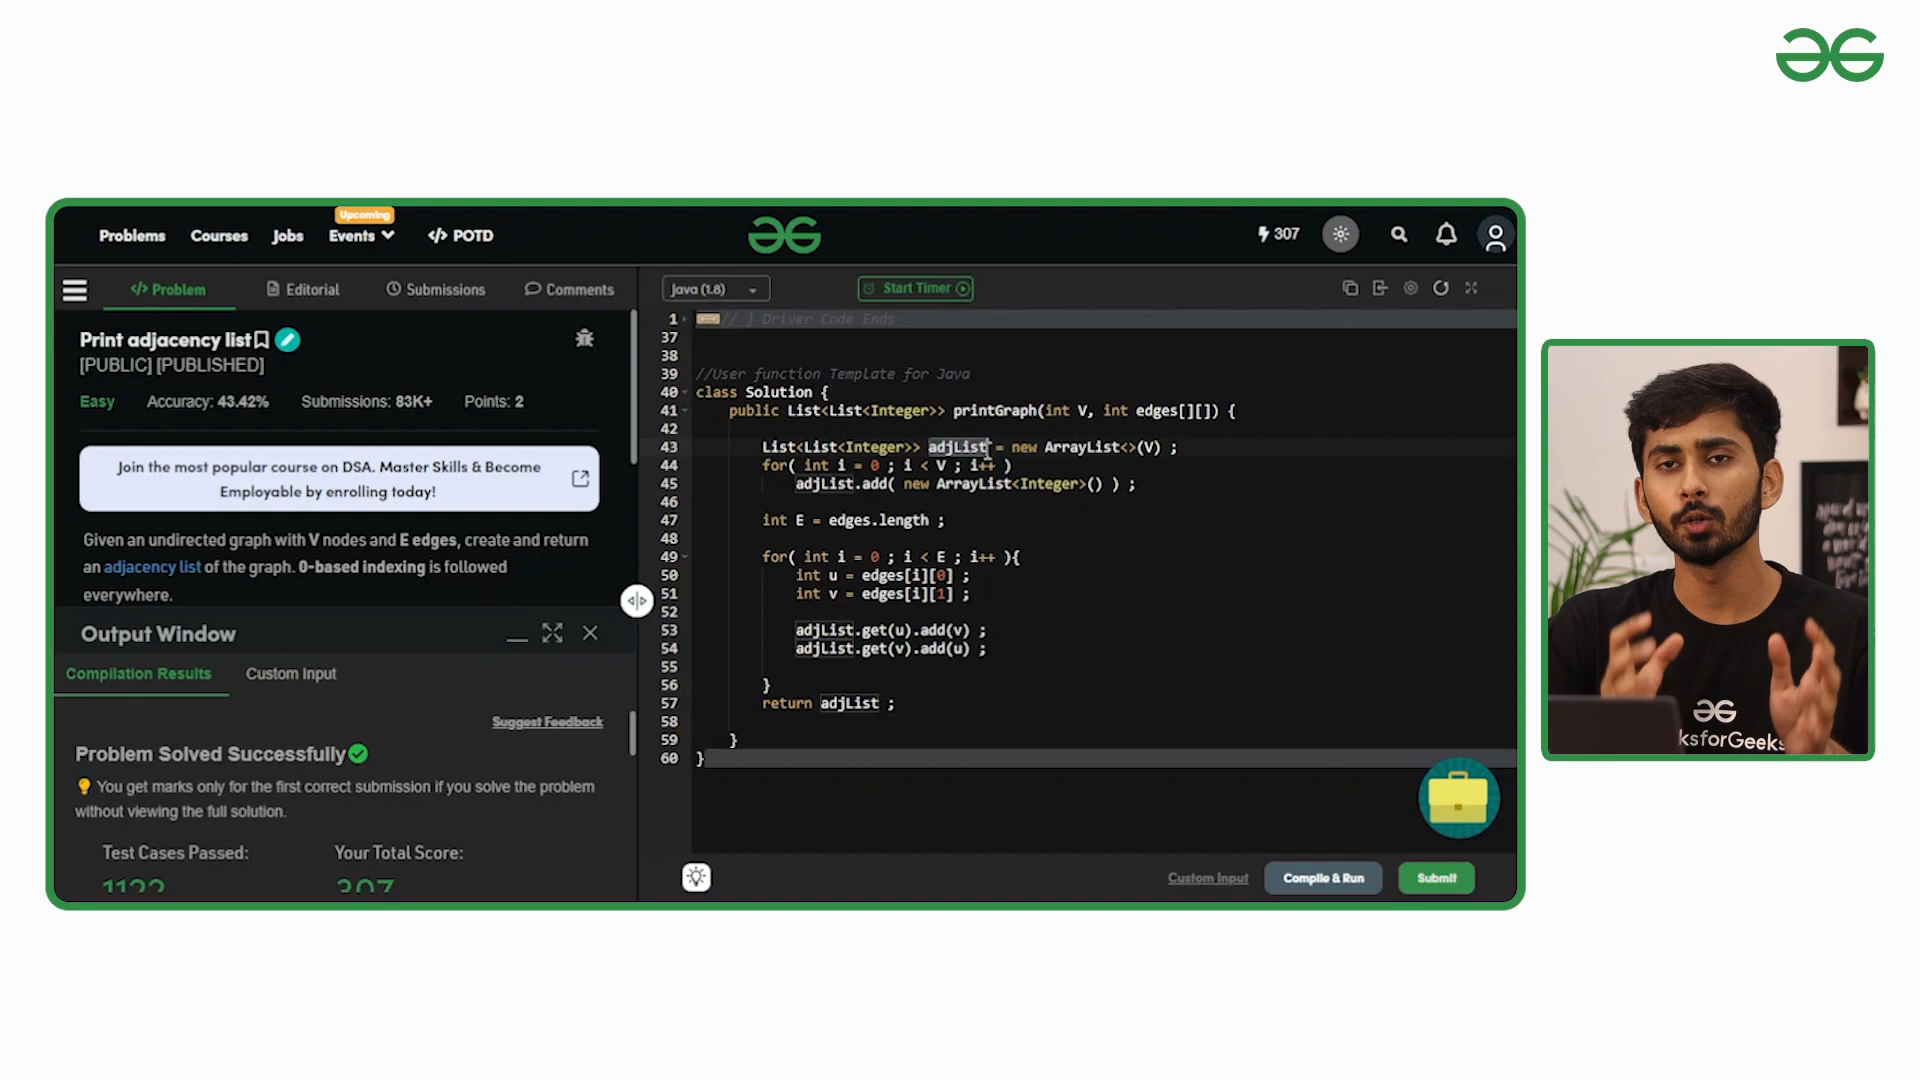 Upcoming
Problems Courses Jobs Events </> POTD
307
</> Problem Editorial Submissions Comments
Java (1.8)
Start Timer
Print adjacency list
[PUBLIC] [PUBLISHED]
Easy Accuracy: 43.42% Submissions: 83K+ Points: 2
Join the most popular course on DSA. Master Skills & Become
Employable by enrolling today!
Given an undirected graph with V nodes and E edges, create and return
an adjacency list of the graph. 0-based indexing is followed
everywhere.
Output Window
Compilation Results Custom Input
Suggest Feedback
Problem Solved Successfully
You get marks only for the first correct submission if you solve the problem
without viewing the full solution.
Test Cases Passed: Your Total Score:
1122 307
1 // } Driver Code Ends
37
38
39 //User function Template for Java
40 class Solution {
41 public List<List<Integer>> printGraph(int V, int edges[][]) {
42
43 List<List<Integer>> adjList = new ArrayList<>(V) ;
44 for( int i = 0 ; i < V ; i++ )
45 adjList.add( new ArrayList<Integer>() ) ;
46
47 int E = edges.length ;
48
49 for( int i = 0 ; i < E ; i++ ){
50 int u = edges[i][0] ;
51 int v = edges[i][1] ;
52
53 adjList.get(u).add(v) ;
54 adjList.get(v).add(u) ;
55
56 }
57 return adjList ;
58
59 }
60 }
Custom Input Compile & Run Submit
ksforGeeks